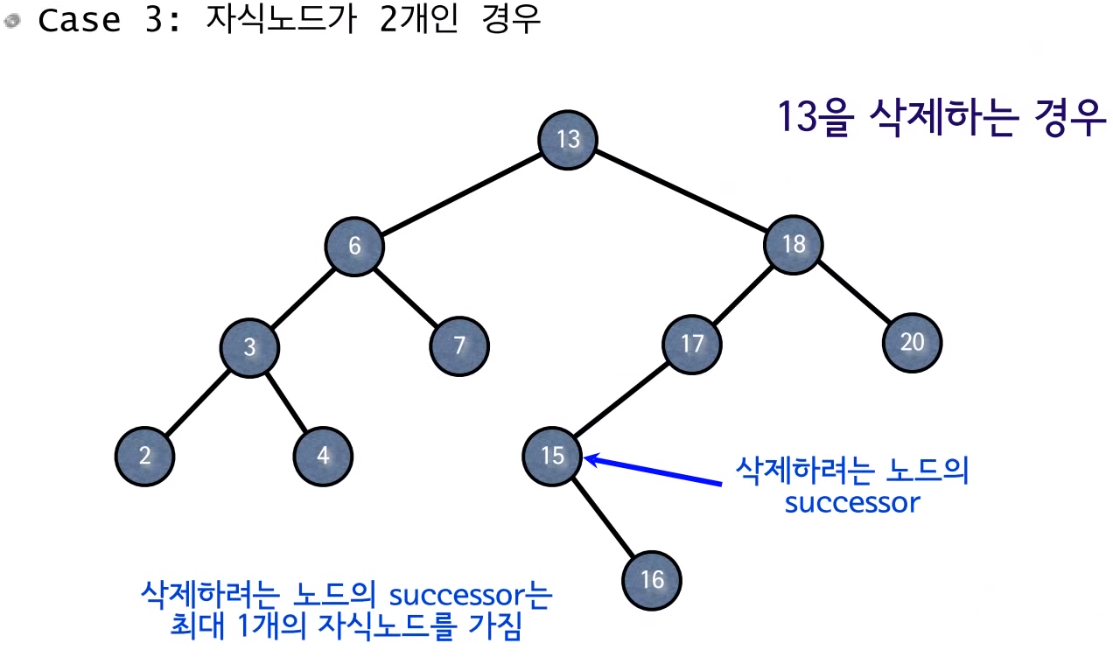 Case 3: 자식노드가 2개인 경우
13을 삭제하는 경우
13
6
18
3
7
17
20
2
4
15
삭제하려는 노드의
successor
16
삭제하려는 노드의 successor는
최대 1개의 자식노드를 가짐